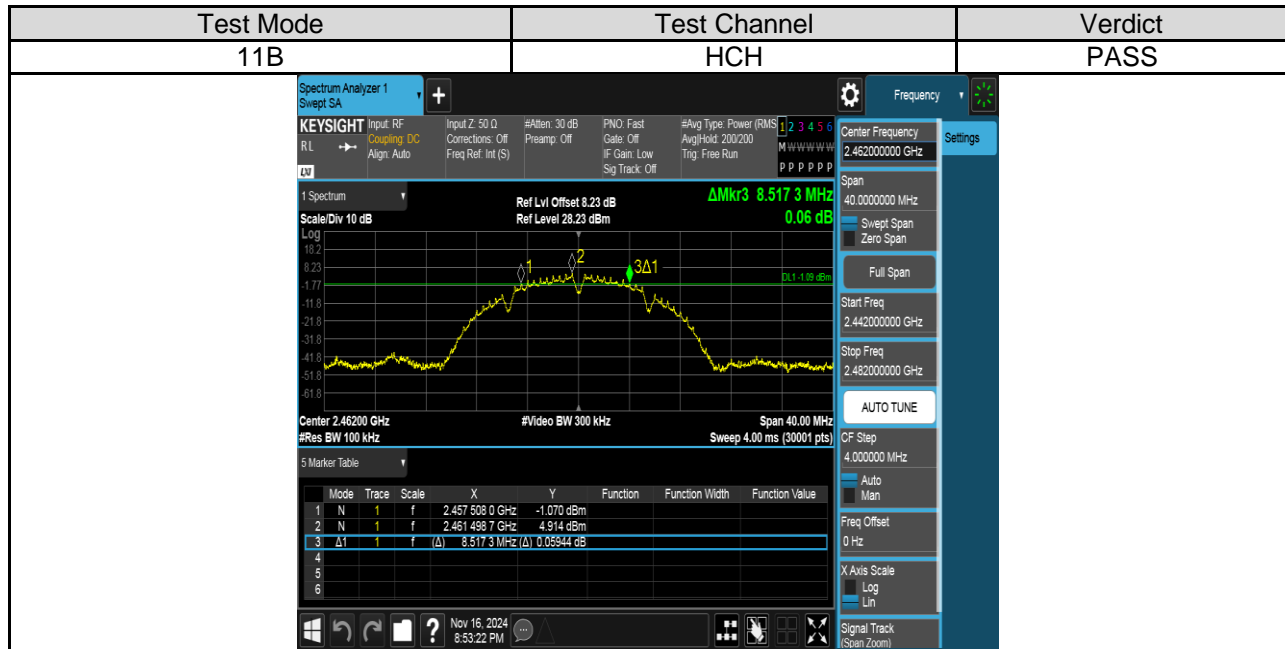 Test Mode Test Channel Verdict
11B HCH PASS
Spectrum Analyzer 1
Swept SA
+
Frequency
KEYSIGHT
RL
LXI
Input: RF
Coupling: DC
Align: Auto
Input Z: 50 Ω
Corrections: Off
Freq Ref: Int (S)
#Atten: 30 dB
Preamp: Off
PNO: Fast
Gate: Off
IF Gain: Low
Sig Track: Off
#Avg Type: Power (RMS
Avg|Hold: 200/200
Trig: Free Run
1 2 3 4 5 6
M W W W W W
P P P P P P
1 Spectrum
Scale/Div 10 dB
Ref Lvl Offset 8.23 dB
Ref Level 28.23 dBm
ΔMkr3 8.517 3 MHz
0.06 dB
Log
18.2
8.23
-1.77
-11.8
-21.8
-31.8
-41.8
-51.8
-61.8
1
2
3Δ1
DL1 -1.09 dBm
Center 2.46200 GHz #Video BW 300 kHz Span 40.00 MHz
#Res BW 100 kHz Sweep 4.00 ms (30001 pts)
5 Marker Table
Mode Trace Scale X Y Function Function Width Function Value
1 N 1 f 2.457 508 0 GHz -1.070 dBm
2 N 1 f 2.461 498 7 GHz 4.914 dBm
3 Δ1 1 f (Δ) 8.517 3 MHz (Δ) 0.05944 dB
4
5
6
?
Nov 16, 2024
8:53:22 PM
Center Frequency
2.462000000 GHz
Settings
Span
40.0000000 MHz
Swept Span
Zero Span
Full Span
Start Freq
2.442000000 GHz
Stop Freq
2.482000000 GHz
AUTO TUNE
CF Step
4.000000 MHz
Auto
Man
Freq Offset
0 Hz
X Axis Scale
Log
Lin
Signal Track
(Span Zoom)